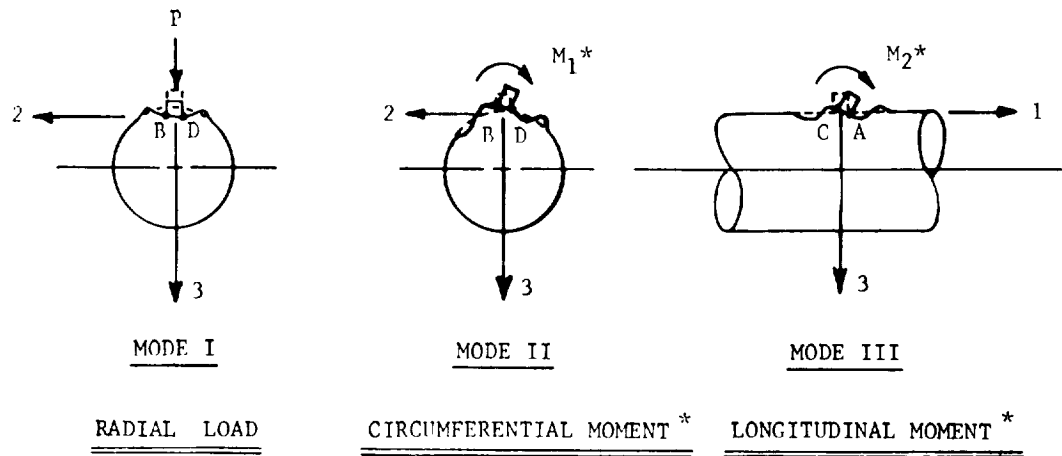 P
2
B D
3
MODE I
RADIAL LOAD
M1*
2
B D
3
MODE II
CIRCUMFERENTIAL MOMENT*
M2*
1
C A
3
MODE III
LONGITUDINAL MOMENT*